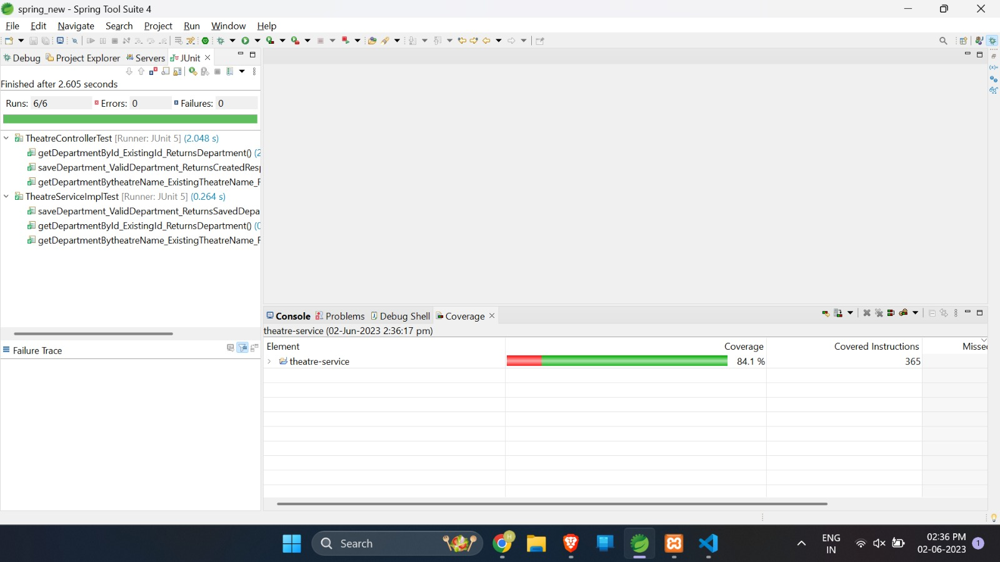 spring_new - Spring Tool Suite 4
File Edit Navigate Search Project Run Window Help
Debug Project Explorer Servers JUnit
Finished after 2.605 seconds
Runs: 6/6 Errors: 0 Failures: 0
TheatreControllerTest [Runner: JUnit 5] (2.048 s)
getDepartmentById_ExistingId_ReturnsDepartment() (2
saveDepartment_ValidDepartment_ReturnsCreatedResp
getDepartmentBytheatreName_ExistingTheatreName_R
TheatreServiceImplTest [Runner: JUnit 5] (0.264 s)
saveDepartment_ValidDepartment_ReturnsSavedDepa
getDepartmentById_ExistingId_ReturnsDepartment() (0
getDepartmentBytheatreName_ExistingTheatreName_R
Failure Trace
Console Problems Debug Shell Coverage
theatre-service (02-Jun-2023 2:36:17 pm)
Element Coverage Covered Instructions Missed
theatre-service 84.1 % 365
Search
ENG
IN
02:36 PM
02-06-2023
1